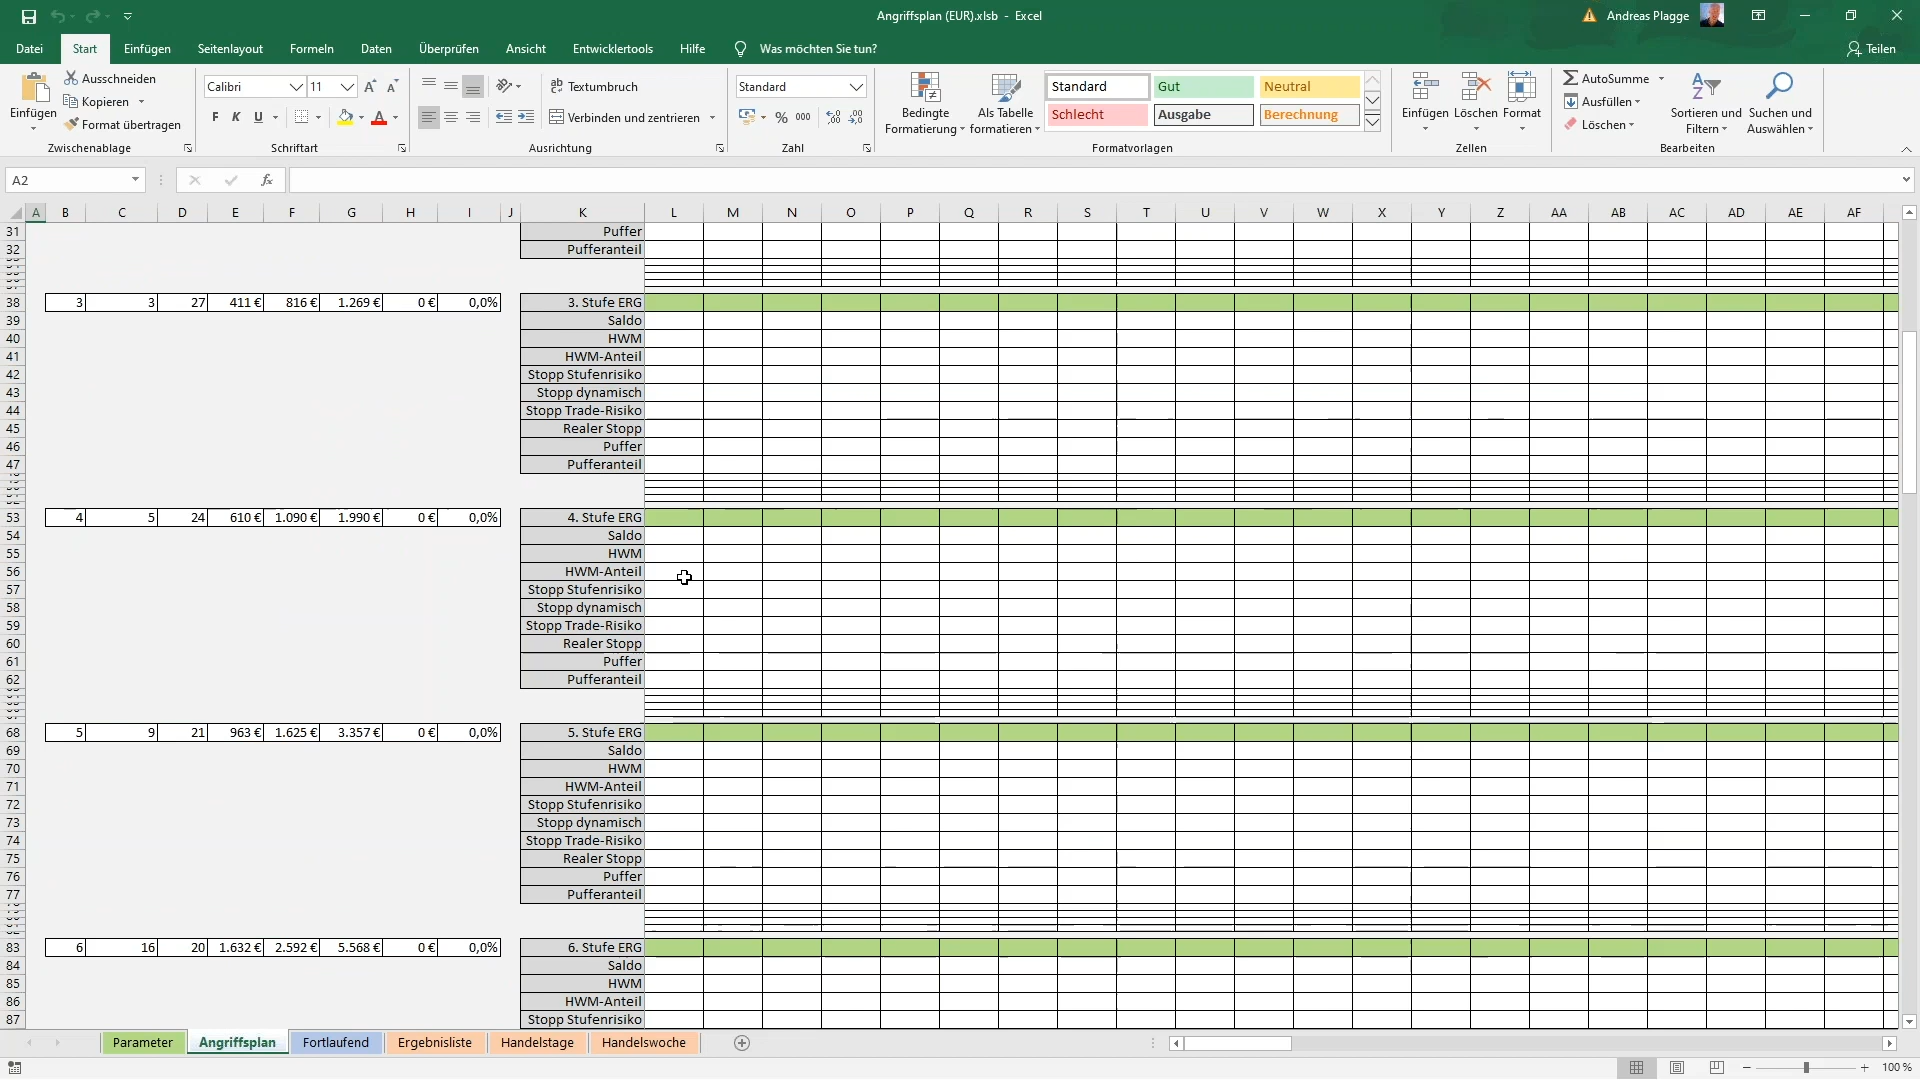 Angriffsplan (EUR).xlsb - Excel
Andreas Plagge
Datei Start Einfügen Seitenlayout Formeln Daten Überprüfen Ansicht Entwicklertools Hilfe Was möchten Sie tun? Teilen
Einfügen
Ausschneiden
Kopieren
Format übertragen
Zwischenablage
Calibri 11
F K U
Schriftart
Textumbruch
Verbinden und zentrieren
Ausrichtung
Standard
% 000
Zahl
Bedingte Formatierung
Als Tabelle formatieren
Standard Gut Neutral
Schlecht Ausgabe Berechnung
Formatvorlagen
Einfügen Löschen Format
Zellen
AutoSumme
Ausfüllen
Löschen
Sortieren und Filtern
Suchen und Auswählen
Bearbeiten
A2 fx
A B C D E F G H I J K L M N O P Q R S T U V W X Y Z AA AB AC AD AE AF
31 Puffer
32 Pufferanteil
38 3 3 27 411 € 816 € 1.269 € 0 € 0,0% 3. Stufe ERG
39 Saldo
40 HWM
41 HWM-Anteil
42 Stopp Stufenrisiko
43 Stopp dynamisch
44 Stopp Trade-Risiko
45 Realer Stopp
46 Puffer
47 Pufferanteil
53 4 5 24 610 € 1.090 € 1.990 € 0 € 0,0% 4. Stufe ERG
54 Saldo
55 HWM
56 HWM-Anteil
57 Stopp Stufenrisiko
58 Stopp dynamisch
59 Stopp Trade-Risiko
60 Realer Stopp
61 Puffer
62 Pufferanteil
68 5 9 21 963 € 1.625 € 3.357 € 0 € 0,0% 5. Stufe ERG
69 Saldo
70 HWM
71 HWM-Anteil
72 Stopp Stufenrisiko
73 Stopp dynamisch
74 Stopp Trade-Risiko
75 Realer Stopp
76 Puffer
77 Pufferanteil
83 6 16 20 1.632 € 2.592 € 5.568 € 0 € 0,0% 6. Stufe ERG
84 Saldo
85 HWM
86 HWM-Anteil
87 Stopp Stufenrisiko
Parameter Angriffsplan Fortlaufend Ergebnisliste Handelstage Handelswoche
100 %